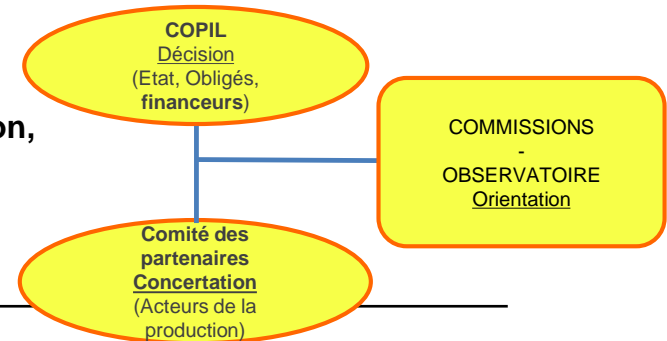 COPIL
Décision
(Etat, Obligés,
financeurs)
on,
COMMISSIONS
-
OBSERVATOIRE
Orientation
Comité des
partenaires
Concertation
(Acteurs de la
production)